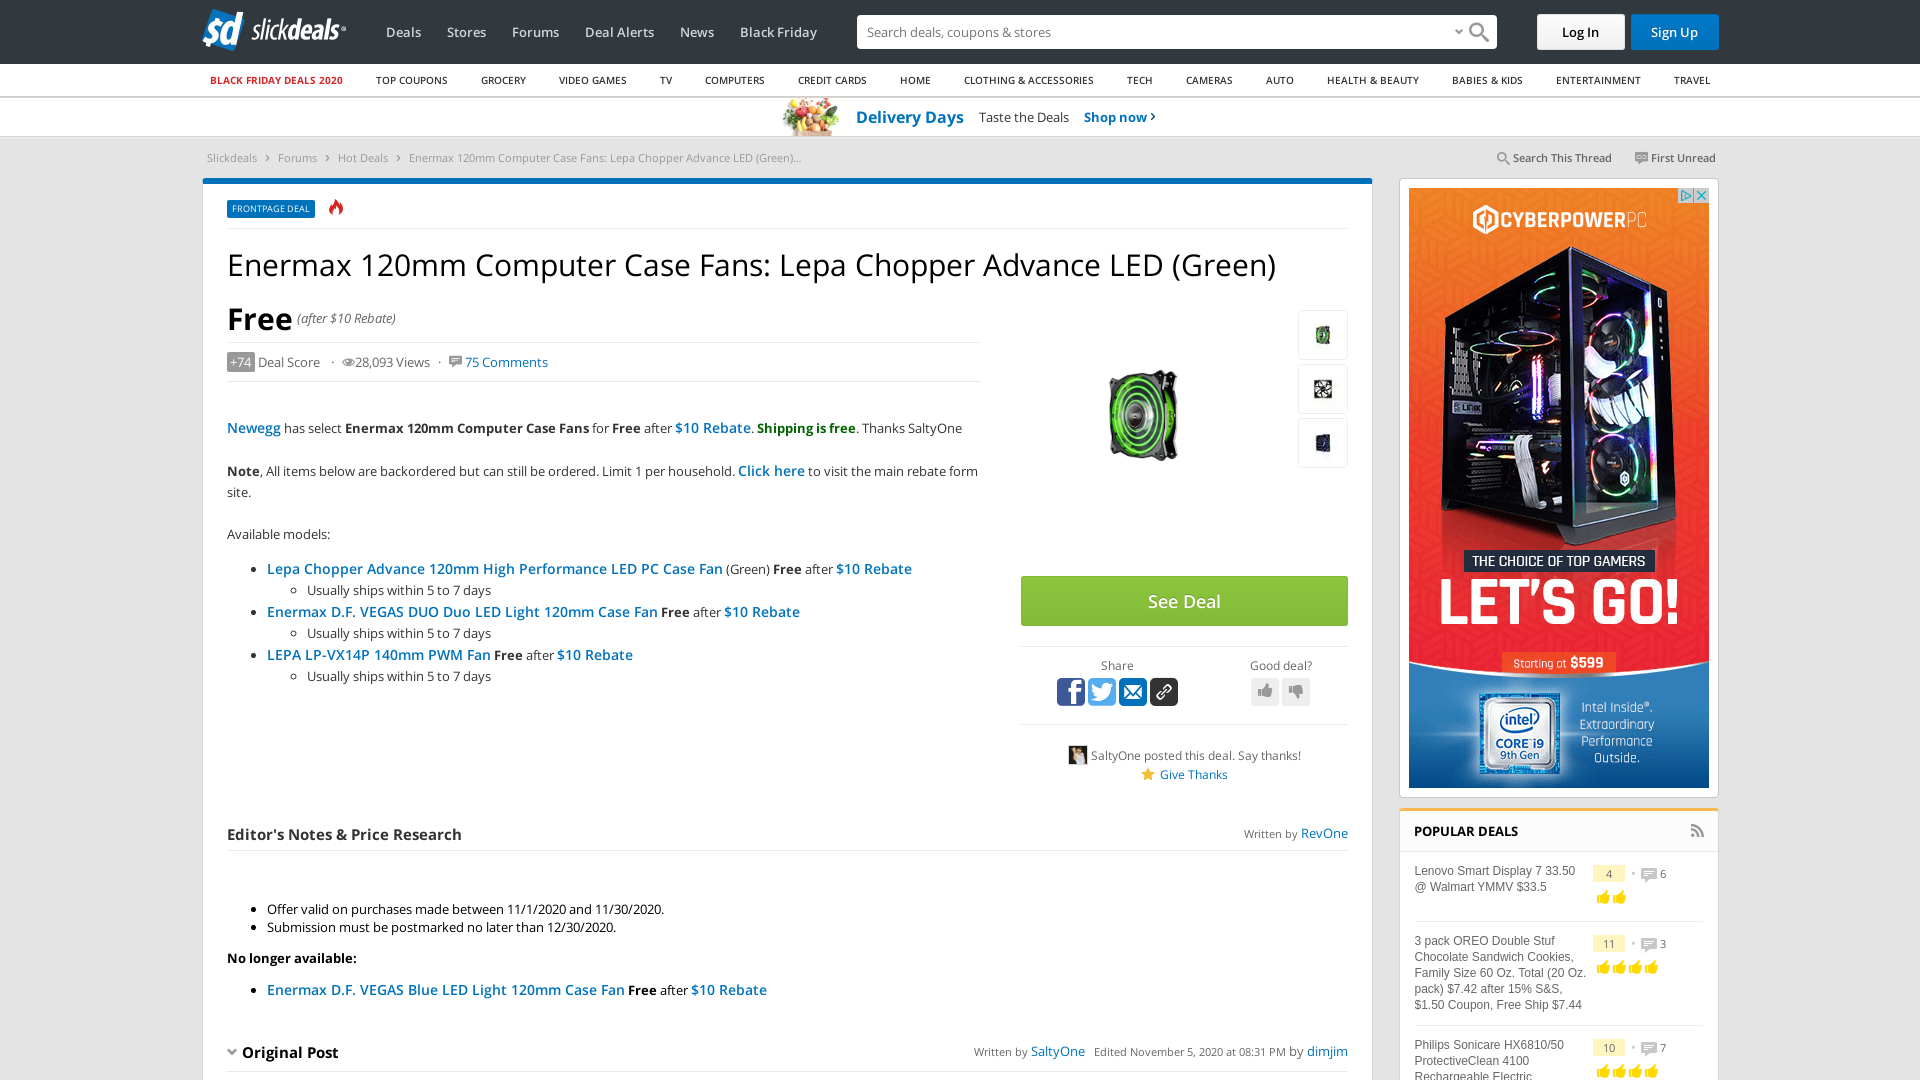 slickdeals
Deals
Stores
Forums
Deal Alerts
News
Black Friday
Search deals, coupons & stores
Log In
Sign Up
BLACK FRIDAY DEALS 2020
TOP COUPONS
GROCERY
VIDEO GAMES
TV
COMPUTERS
CREDIT CARDS
HOME
CLOTHING & ACCESSORIES
TECH
CAMERAS
AUTO
HEALTH & BEAUTY
BABIES & KIDS
ENTERTAINMENT
TRAVEL
Delivery Days Taste the Deals Shop now
Slickdeals > Forums > Hot Deals > Enermax 120mm Computer Case Fans: Lepa Chopper Advance LED (Green)...
Search This Thread
First Unread
FRONTPAGE DEAL
Enermax 120mm Computer Case Fans: Lepa Chopper Advance LED (Green)
Free (after $10 Rebate)
+74 Deal Score · 28,093 Views · 75 Comments
Newegg has select Enermax 120mm Computer Case Fans for Free after $10 Rebate. Shipping is free. Thanks SaltyOne
Note, All items below are backordered but can still be ordered. Limit 1 per household. Click here to visit the main rebate form
site.
Available models:
Lepa Chopper Advance 120mm High Performance LED PC Case Fan (Green) Free after $10 Rebate
Usually ships within 5 to 7 days
Enermax D.F. VEGAS DUO Duo LED Light 120mm Case Fan Free after $10 Rebate
Usually ships within 5 to 7 days
LEPA LP-VX14P 140mm PWM Fan Free after $10 Rebate
Usually ships within 5 to 7 days
See Deal
Share
Good deal?
SaltyOne posted this deal. Say thanks!
Give Thanks
Editor's Notes & Price Research
Written by RevOne
Offer valid on purchases made between 11/1/2020 and 11/30/2020.
Submission must be postmarked no later than 12/30/2020.
No longer available:
Enermax D.F. VEGAS Blue LED Light 120mm Case Fan Free after $10 Rebate
Original Post
Written by SaltyOne Edited November 5, 2020 at 08:31 PM by dimjim
CYBERPOWERPC
THE CHOICE OF TOP GAMERS
LET'S GO!
Starting at $599
intel
CORE i9
9th Gen
Intel Inside®.
Extraordinary
Performance
Outside.
POPULAR DEALS
Lenovo Smart Display 7 33.50
@ Walmart YMMV $33.5
4 • 6
3 pack OREO Double Stuf
Chocolate Sandwich Cookies,
Family Size 60 Oz. Total (20 Oz.
pack) $7.42 after 15% S&S,
$1.50 Coupon, Free Ship $7.44
11 • 3
Philips Sonicare HX6810/50
ProtectiveClean 4100
Rechargeable Electric
10 • 7